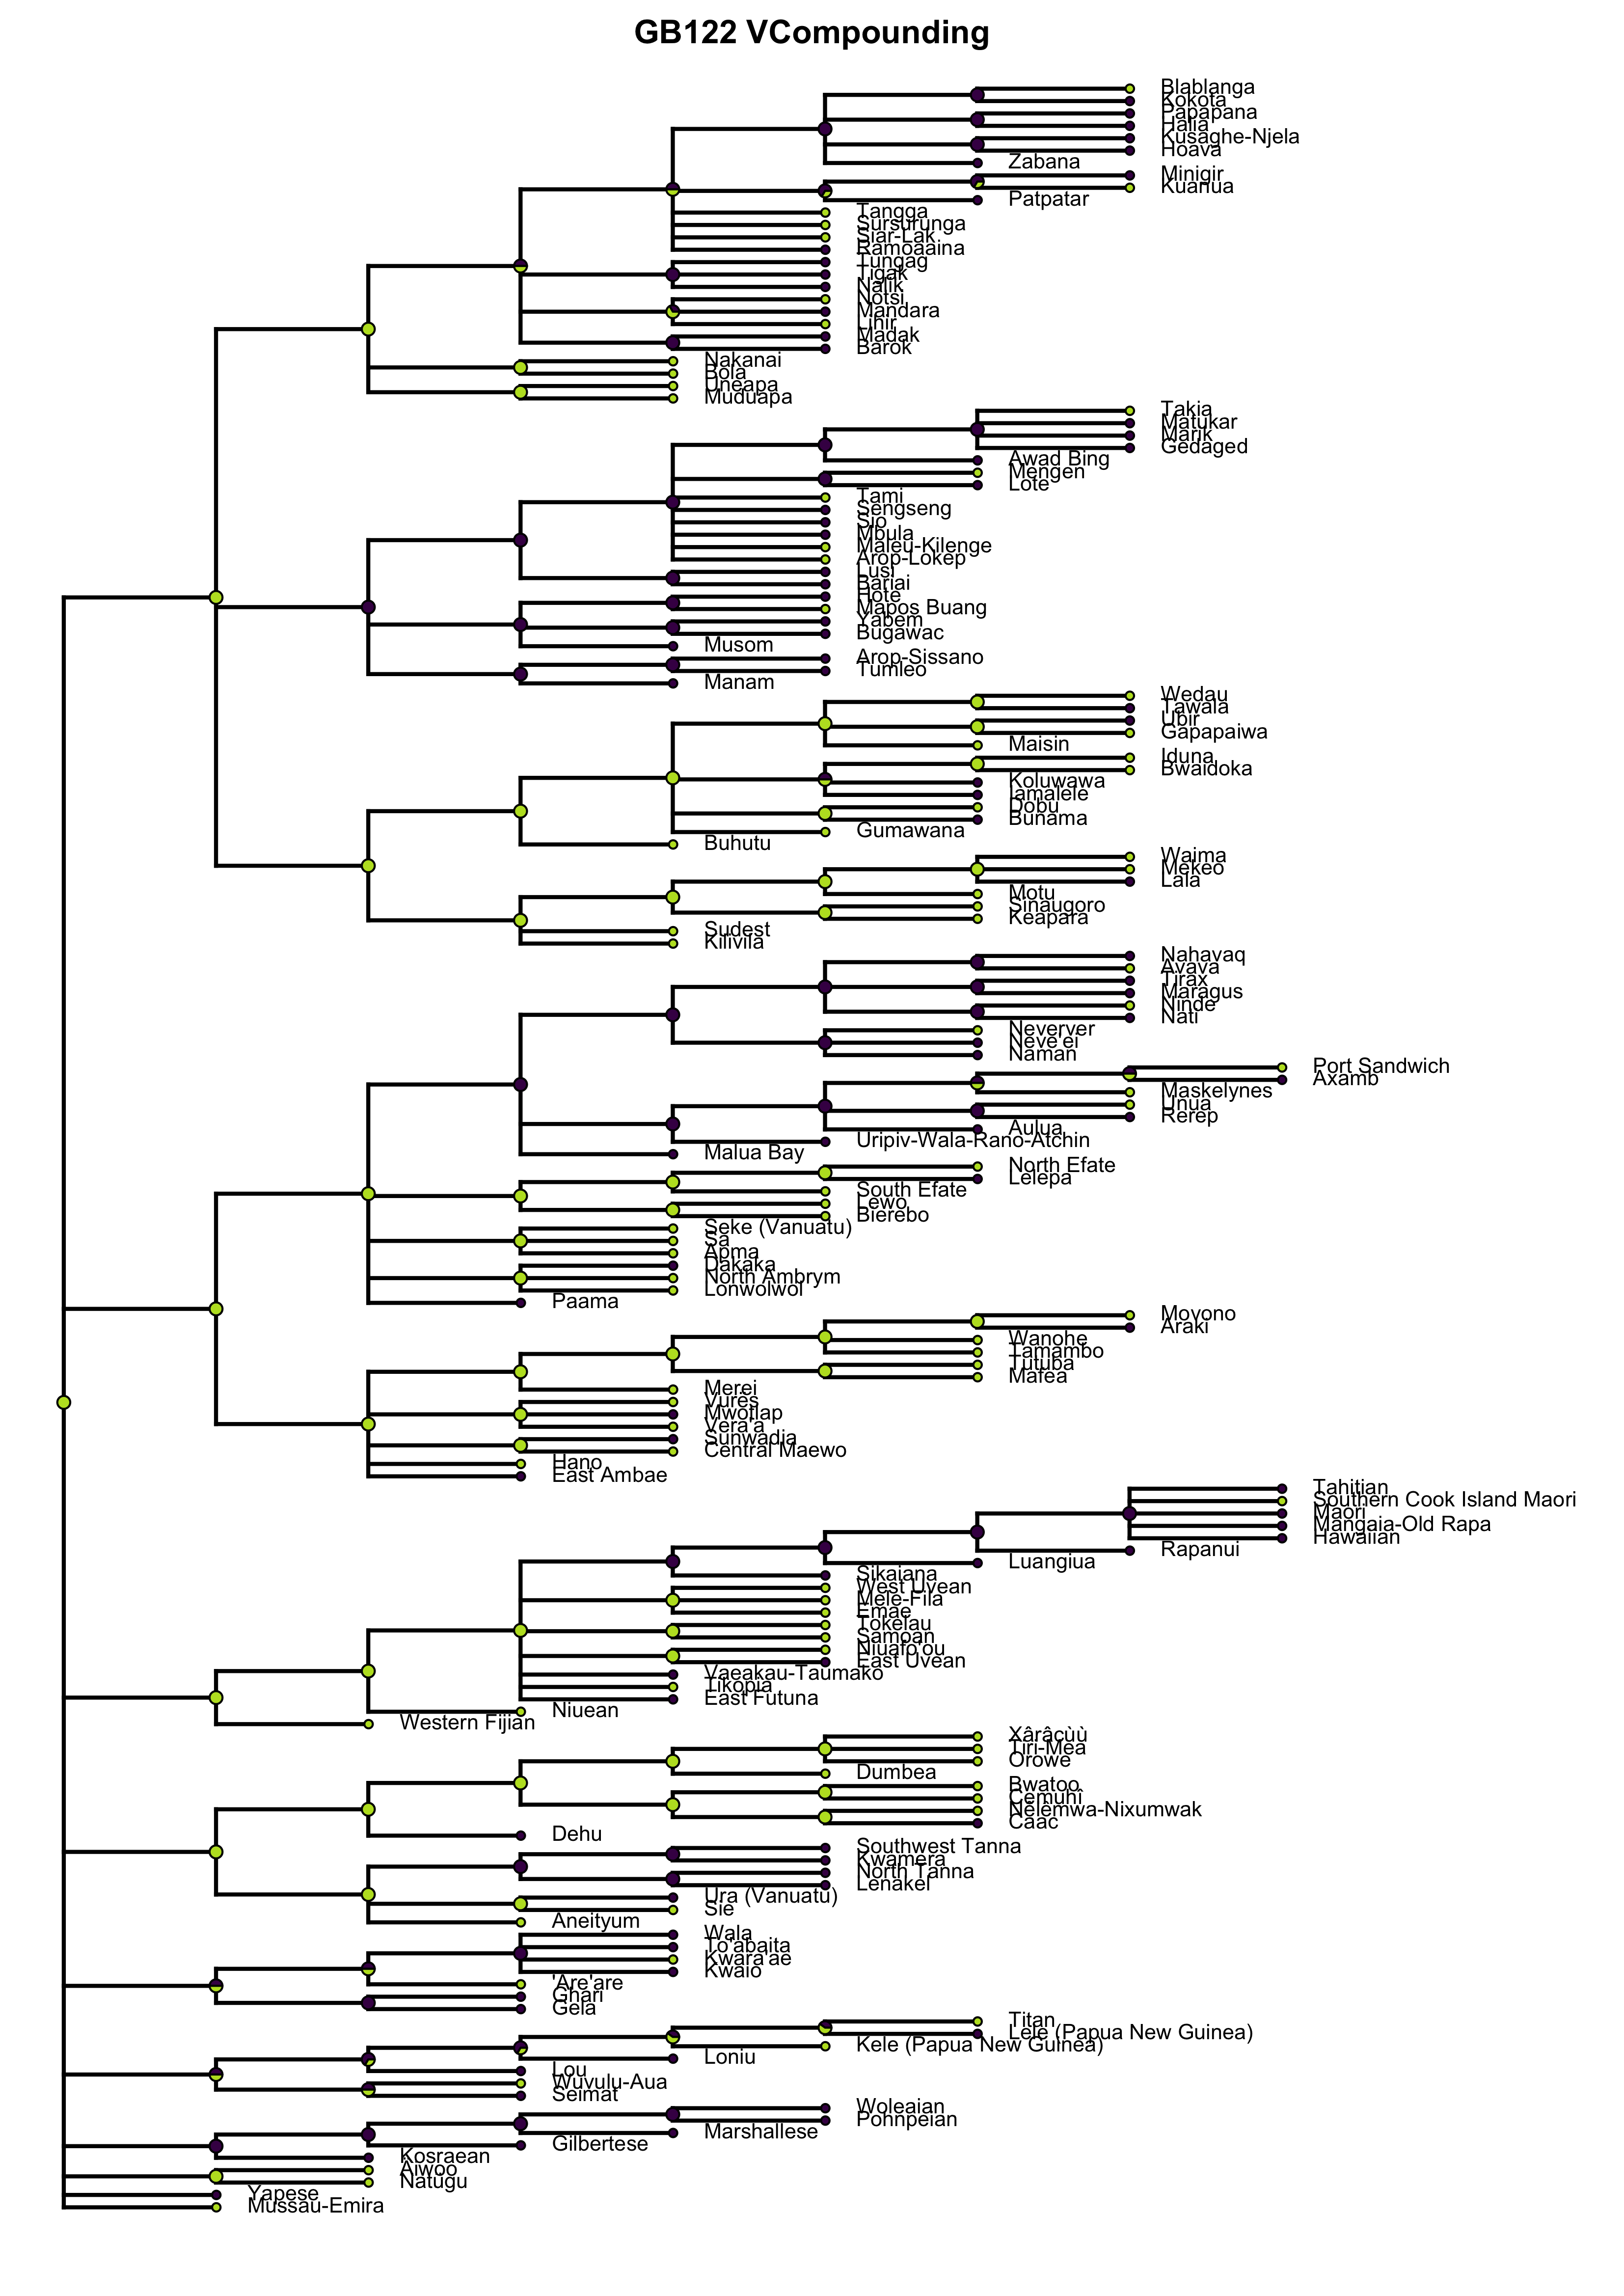 GB122 VCompounding
Blablanga
Kokota
Papapana
Halia
Kusaghe-Njela
Hoava
Zabana
Minigir
Kuanua
Patpatar
Tangga
Sursurunga
Siar-Lak
Ramoaaina
Tungag
Tigak
Nalik
Notsi
Mandara
Lihir
Madak
Barok
Nakanai
Bola
Uneapa
Muduapa
Takia
Matukar
Marik
Gedaged
Awad Bing
Mengen
Lote
Tami
Sengseng
Sio
Mbula
Maleu-Kilenge
Arop-Lokep
Lusi
Bariai
Hote
Mapos Buang
Yabem
Bugawac
Musom
Arop-Sissano
Tumleo
Manam
Wedau
Tawala
Ubir
Gapapaiwa
Maisin
Iduna
Bwaidoka
Koluwawa
Iamalele
Dobu
Bunama
Gumawana
Buhutu
Waima
Mekeo
Lala
Motu
Sinaugoro
Keapara
Sudest
Kilivila
Nahavaq
Avava
Tirax
Maragus
Ninde
Nati
Neverver
Neve'ei
Naman
Port Sandwich
Axamb
Maskelynes
Unua
Rerep
Aulua
Uripiv-Wala-Rano-Atchin
Malua Bay
North Efate
Lelepa
South Efate
Lewo
Bierebo
Seke (Vanuatu)
Sa
Apma
Dakaka
North Ambrym
Lonwolwol
Paama
Moyono
Araki
Wanohe
Tamambo
Tutuba
Mafea
Merei
Vurës
Mwotlap
Vera'a
Sunwadia
Central Maewo
Hano
East Ambae
Tahitian
Southern Cook Island Maori
Maori
Mangaia-Old Rapa
Hawaiian
Rapanui
Luangiua
Sikaiana
West Uvean
Mele-Fila
Emae
Tokelau
Samoan
Niuafo'ou
East Uvean
Vaeakau-Taumako
Tikopia
East Futuna
Niuean
Western Fijian
Xârâcùù
Tiri-Mea
Orowe
Dumbea
Bwatoo
Cemuhî
Nelêmwa-Nixumwak
Caac
Dehu
Southwest Tanna
Kwamera
North Tanna
Lenakel
Ura (Vanuatu)
Sie
Aneityum
Wala
To'abaita
Kwara'ae
Kwaio
'Are'are
Ghari
Gela
Titan
Lele (Papua New Guinea)
Kele (Papua New Guinea)
Loniu
Lou
Wuvulu-Aua
Seimat
Woleaian
Pohnpeian
Marshallese
Gilbertese
Kosraean
Äiwoo
Natügu
Yapese
Mussau-Emira